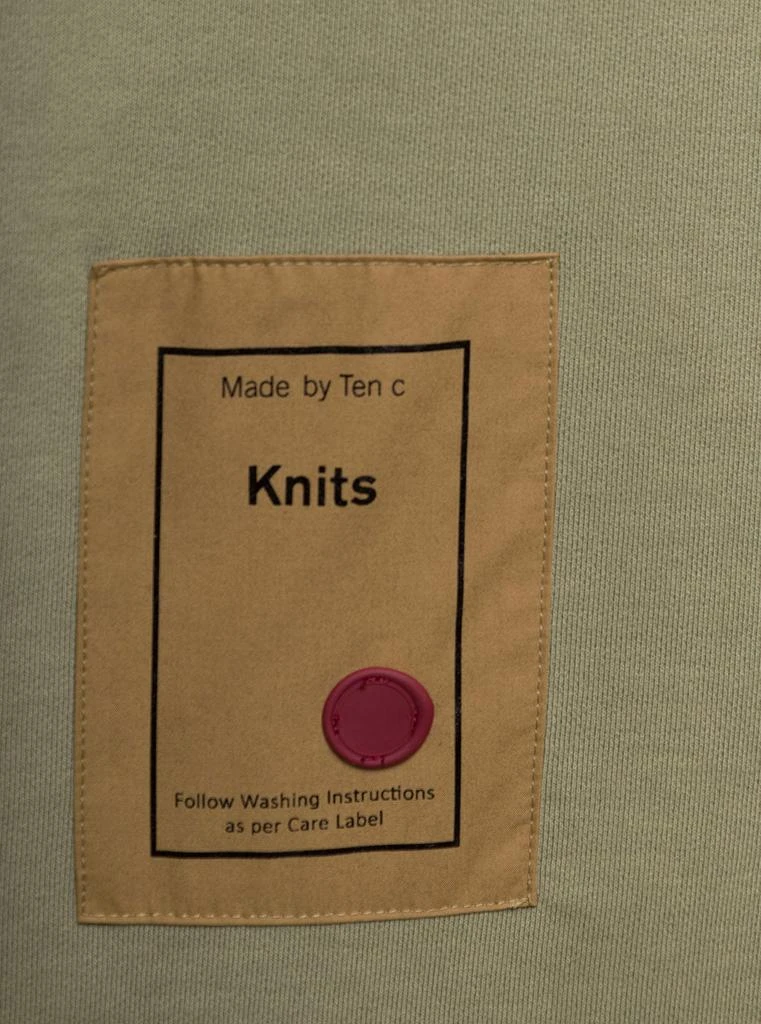 Made by Ten c
Knits
Follow Washing Instructions
as per Care Label